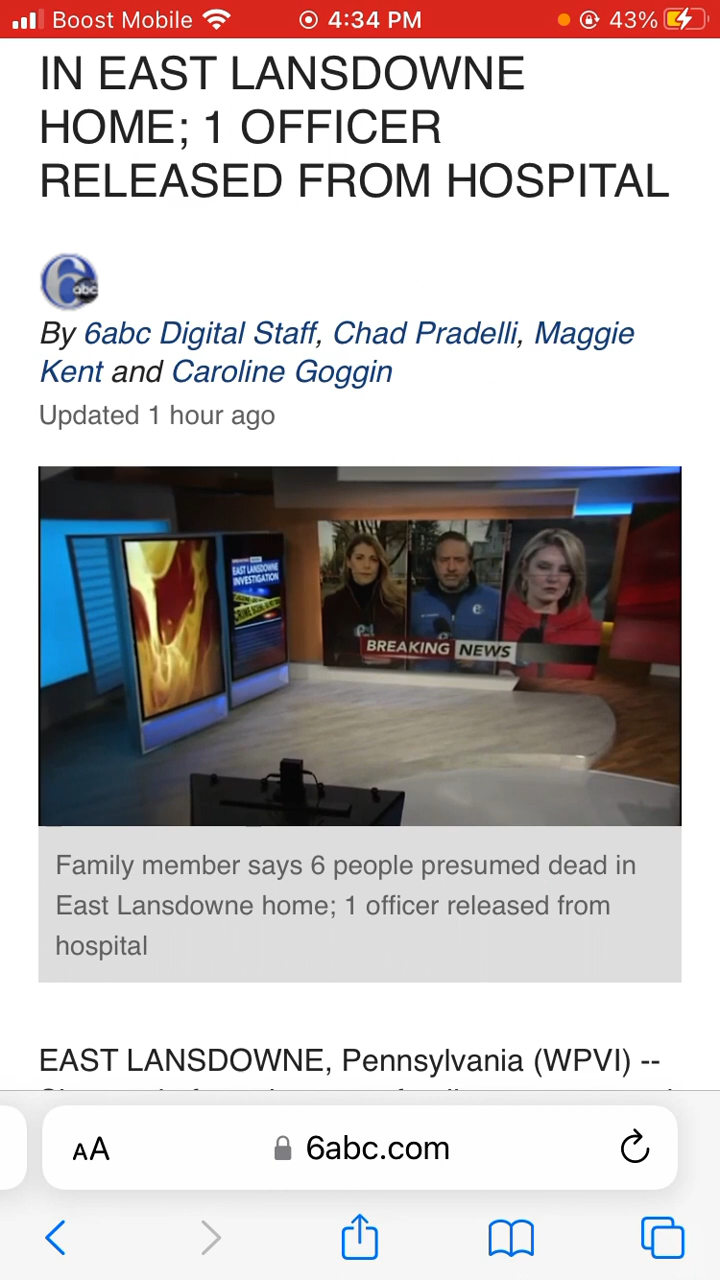 Boost Mobile 4:34 PM 43%
IN EAST LANSDOWNE
HOME; 1 OFFICER
RELEASED FROM HOSPITAL
6abc
By 6abc Digital Staff, Chad Pradelli, Maggie
Kent and Caroline Goggin
Updated 1 hour ago
EAST LANSDOWNE
INVESTIGATION
BREAKING NEWS
Family member says 6 people presumed dead in
East Lansdowne home; 1 officer released from
hospital
EAST LANSDOWNE, Pennsylvania (WPVI) --
AA 6abc.com